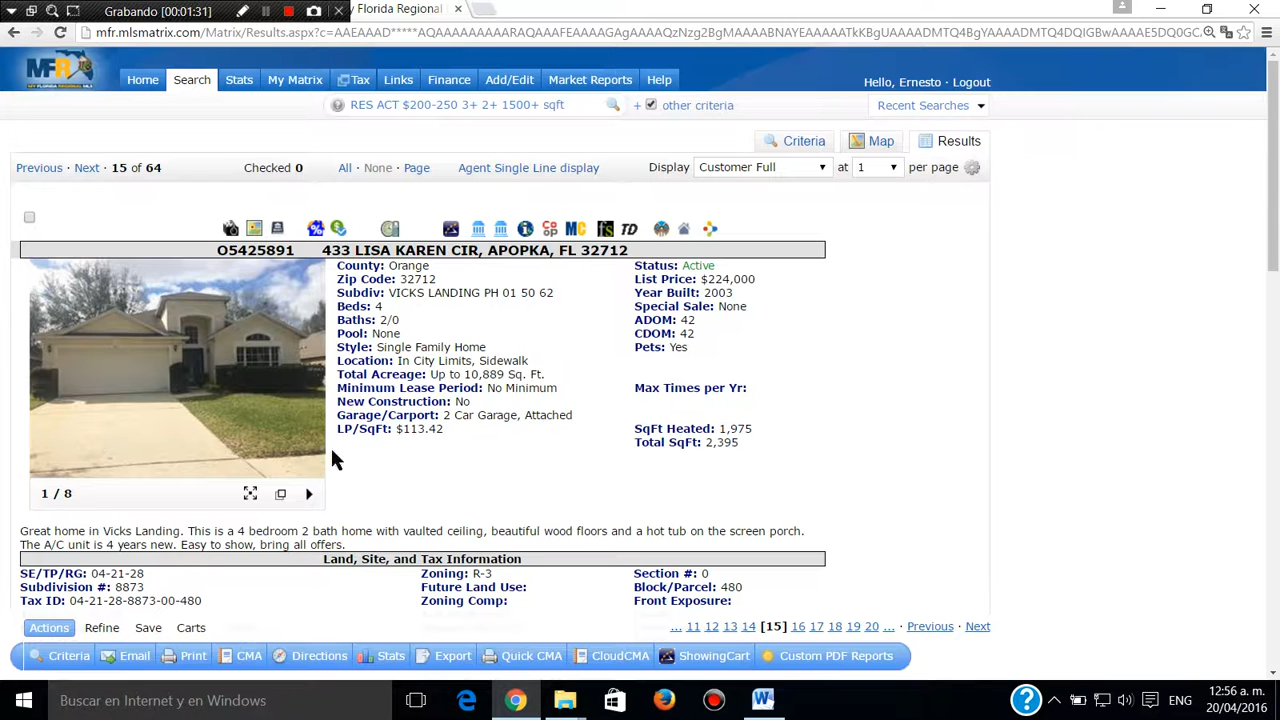 Grabando [00:01:31]
y Florida Regional
mfr.mlsmatrix.com/Matrix/Results.aspx?c=
MFR
Home Search Stats My Matrix Tax Links Finance Add/Edit Market Reports Help
Hello, Ernesto · Logout
RES ACT $200-250 3+ 2+ 1500+ sqft + other criteria Recent Searches
Criteria Map Results
Previous · Next · 15 of 64 Checked 0 All · None · Page Agent Single Line display Display Customer Full at 1 per page
O5425891 433 LISA KAREN CIR, APOPKA, FL 32712
County: Orange Status: Active
Zip Code: 32712 List Price: $224,000
Subdiv: VICKS LANDING PH 01 50 62 Year Built: 2003
Beds: 4 Special Sale: None
Baths: 2/0 ADOM: 42
Pool: None CDOM: 42
Style: Single Family Home Pets: Yes
Location: In City Limits, Sidewalk
Total Acreage: Up to 10,889 Sq. Ft.
Minimum Lease Period: No Minimum Max Times per Yr:
New Construction: No
Garage/Carport: 2 Car Garage, Attached
LP/SqFt: $113.42 SqFt Heated: 1,975
Total SqFt: 2,395
1 / 8
Great home in Vicks Landing. This is a 4 bedroom 2 bath home with vaulted ceiling, beautiful wood floors and a hot tub on the screen porch.
The A/C unit is 4 years new. Easy to show, bring all offers.
Land, Site, and Tax Information
SE/TP/RG: 04-21-28 Zoning: R-3 Section #: 0
Subdivision #: 8873 Future Land Use: Block/Parcel: 480
Tax ID: 04-21-28-8873-00-480 Zoning Comp: Front Exposure:
Actions Refine Save Carts ... 11 12 13 14 [15] 16 17 18 19 20 ... Previous · Next
Criteria Email Print CMA Directions Stats Export Quick CMA CloudCMA ShowingCart Custom PDF Reports
Buscar en Internet y en Windows ENG 12:56 a. m.
20/04/2016